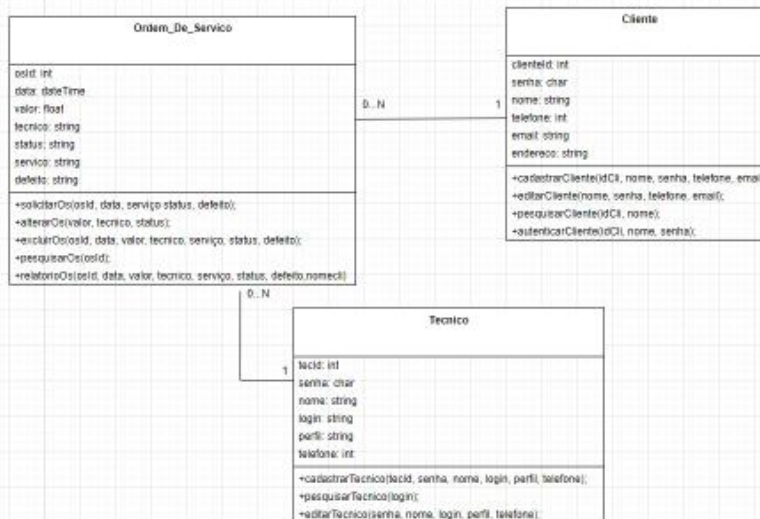 Ordem_De_Servico
osId: int
data: dateTime
valor: float
tecnico: string
status: string
servico: string
defeito: string
+solicitarOs(osId, data, serviço status, defeito);
+alterarOs(valor, tecnico, status);
+excluirOs(osId, data, valor, tecnico, serviço, status, defeito);
+pesquisarOs(osId);
+relatorioOs(osId, data, valor, tecnico, serviço, status, defeito,nomecli)
0...N
1
Cliente
clienteId: int
senha: char
nome: string
telefone: int
email: string
endereco: string
+cadastrarCliente(idCli, nome, senha, telefone, emai
+editarCliente(nome, senha, telefone, email);
+pesquisarCliente(idCli, nome);
+autenticarCliente(idCli, nome, senha);
0...N
1
Tecnico
tecId: int
senha: char
nome: string
login: string
perfil: string
telefone: int
+cadastrarTecnico(tecId, senha, nome, login, perfil, telefone);
+pesquisarTecnico(login);
+editarTecnico(senha, nome, login, perfil, telefone);